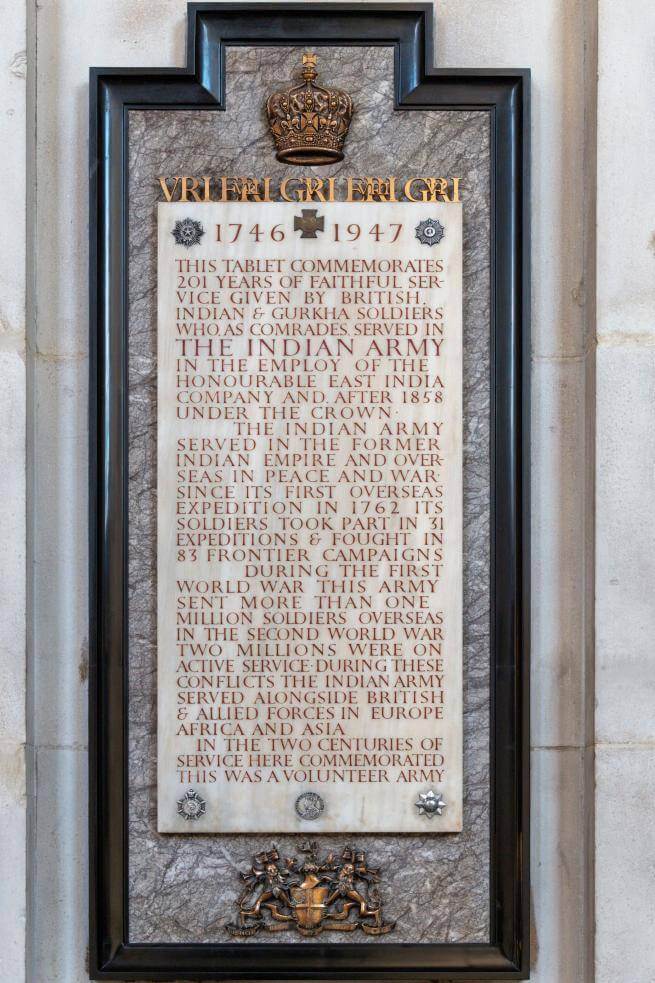 VRI ERI GRI ERI GRI
1746 1947
THIS TABLET COMMEMORATES
201 YEARS OF FAITHFUL SER-
VICE GIVEN BY BRITISH,
INDIAN & GURKHA SOLDIERS
WHO, AS COMRADES, SERVED IN
THE INDIAN ARMY
IN THE EMPLOY OF THE
HONOURABLE EAST INDIA
COMPANY AND, AFTER 1858
UNDER THE CROWN·
THE INDIAN ARMY
SERVED IN THE FORMER
INDIAN EMPIRE AND OVER-
SEAS IN PEACE AND WAR·
SINCE ITS FIRST OVERSEAS
EXPEDITION IN 1762 ITS
SOLDIERS TOOK PART IN 31
EXPEDITIONS & FOUGHT IN
83 FRONTIER CAMPAIGNS
DURING THE FIRST
WORLD WAR THIS ARMY
SENT MORE THAN ONE
MILLION SOLDIERS OVERSEAS
IN THE SECOND WORLD WAR
TWO MILLIONS WERE ON
ACTIVE SERVICE·DURING THESE
CONFLICTS THE INDIAN ARMY
SERVED ALONGSIDE BRITISH
& ALLIED FORCES IN EUROPE
AFRICA AND ASIA
IN THE TWO CENTURIES OF
SERVICE HERE COMMEMORATED
THIS WAS A VOLUNTEER ARMY